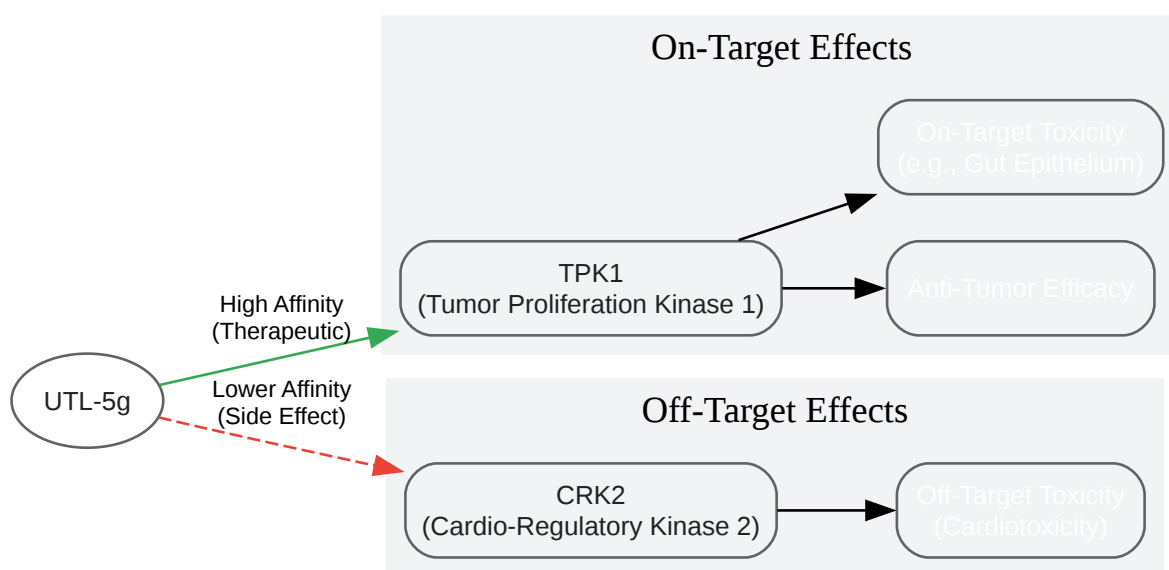 On-Target Effects
On-Target Toxicity
(e.g., Gut Epithelium)
TPK1
(Tumor Proliferation Kinase 1)
Anti-Tumor Efficacy
High Affinity
(Therapeutic)
UTL-5g
Lower Affinity
(Side Effect)
Off-Target Effects
CRK2
(Cardio-Regulatory Kinase 2)
Off-Target Toxicity
(Cardiotoxicity)